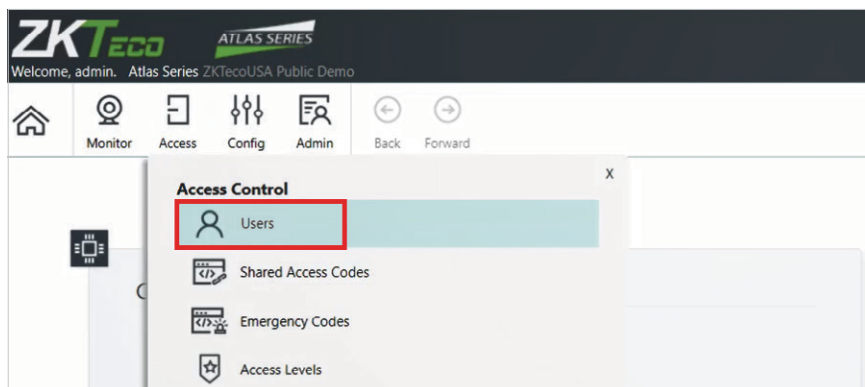 ZKTeco
ATLAS SERIES
Welcome, admin. Atlas Series ZKTecoUSA Public Demo
Monitor Access Config Admin Back Forward
x
Access Control
Users
Shared Access Codes
Emergency Codes
Access Levels
C